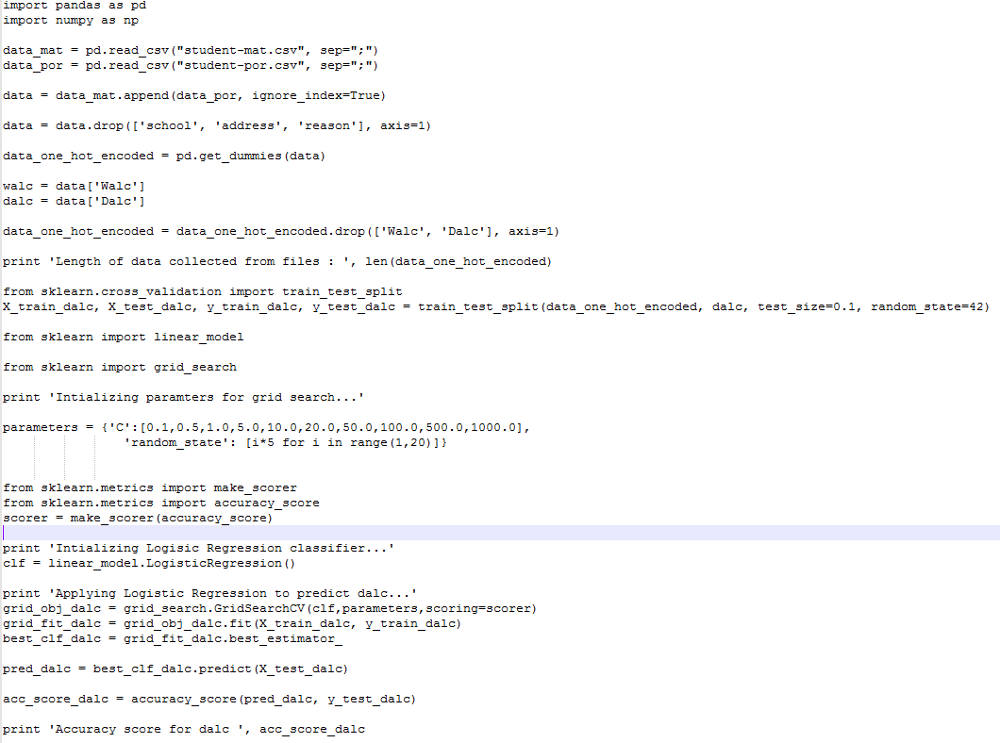 import pandas as pd
import numpy as np
data_mat = pd.read_csv("student-mat.csv", sep=";")
data_por = pd.read_csv("student-por.csv", sep=";")
data = data_mat.append(data_por, ignore_index=True)
data = data.drop(['school', 'address', 'reason'], axis=1)
data_one_hot_encoded = pd.get_dummies(data)
walc = data['Walc']
dalc = data['Dalc']
data_one_hot_encoded = data_one_hot_encoded.drop(['Walc', 'Dalc'], axis=1)
print 'Length of data collected from files : ', len(data_one_hot_encoded)
from sklearn.cross_validation import train_test_split
X_train_dalc, X_test_dalc, y_train_dalc, y_test_dalc = train_test_split(data_one_hot_encoded, dalc, test_size=0.1, random_state=42)
from sklearn import linear_model
from sklearn import grid_search
print 'Intializing paramters for grid search...'
parameters = {'C':[0.1,0.5,1.0,5.0,10.0,20.0,50.0,100.0,500.0,1000.0],
'random_state': [i*5 for i in range(1,20)]}
from sklearn.metrics import make_scorer
from sklearn.metrics import accuracy_score
scorer = make_scorer(accuracy_score)
print 'Intializing Logisic Regression classifier...'
clf = linear_model.LogisticRegression()
print 'Applying Logistic Regression to predict dalc...'
grid_obj_dalc = grid_search.GridSearchCV(clf,parameters,scoring=scorer)
grid_fit_dalc = grid_obj_dalc.fit(X_train_dalc, y_train_dalc)
best_clf_dalc = grid_fit_dalc.best_estimator_
pred_dalc = best_clf_dalc.predict(X_test_dalc)
acc_score_dalc = accuracy_score(pred_dalc, y_test_dalc)
print 'Accuracy score for dalc ', acc_score_dalc